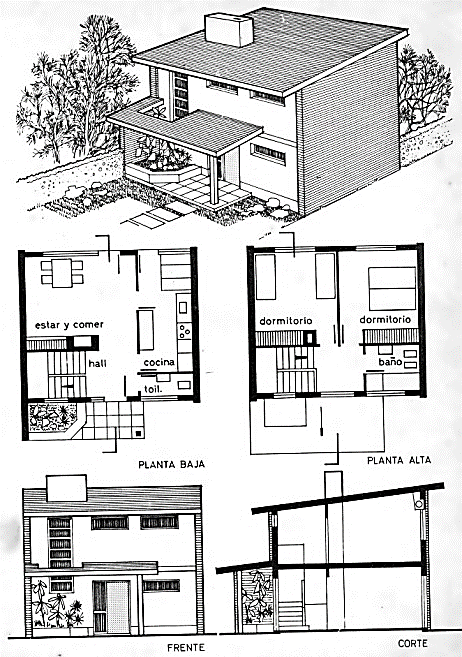 estar y comer
hall
cocina
toil.
PLANTA BAJA
dormitorio
dormitorio
baño
PLANTA ALTA
FRENTE
CORTE